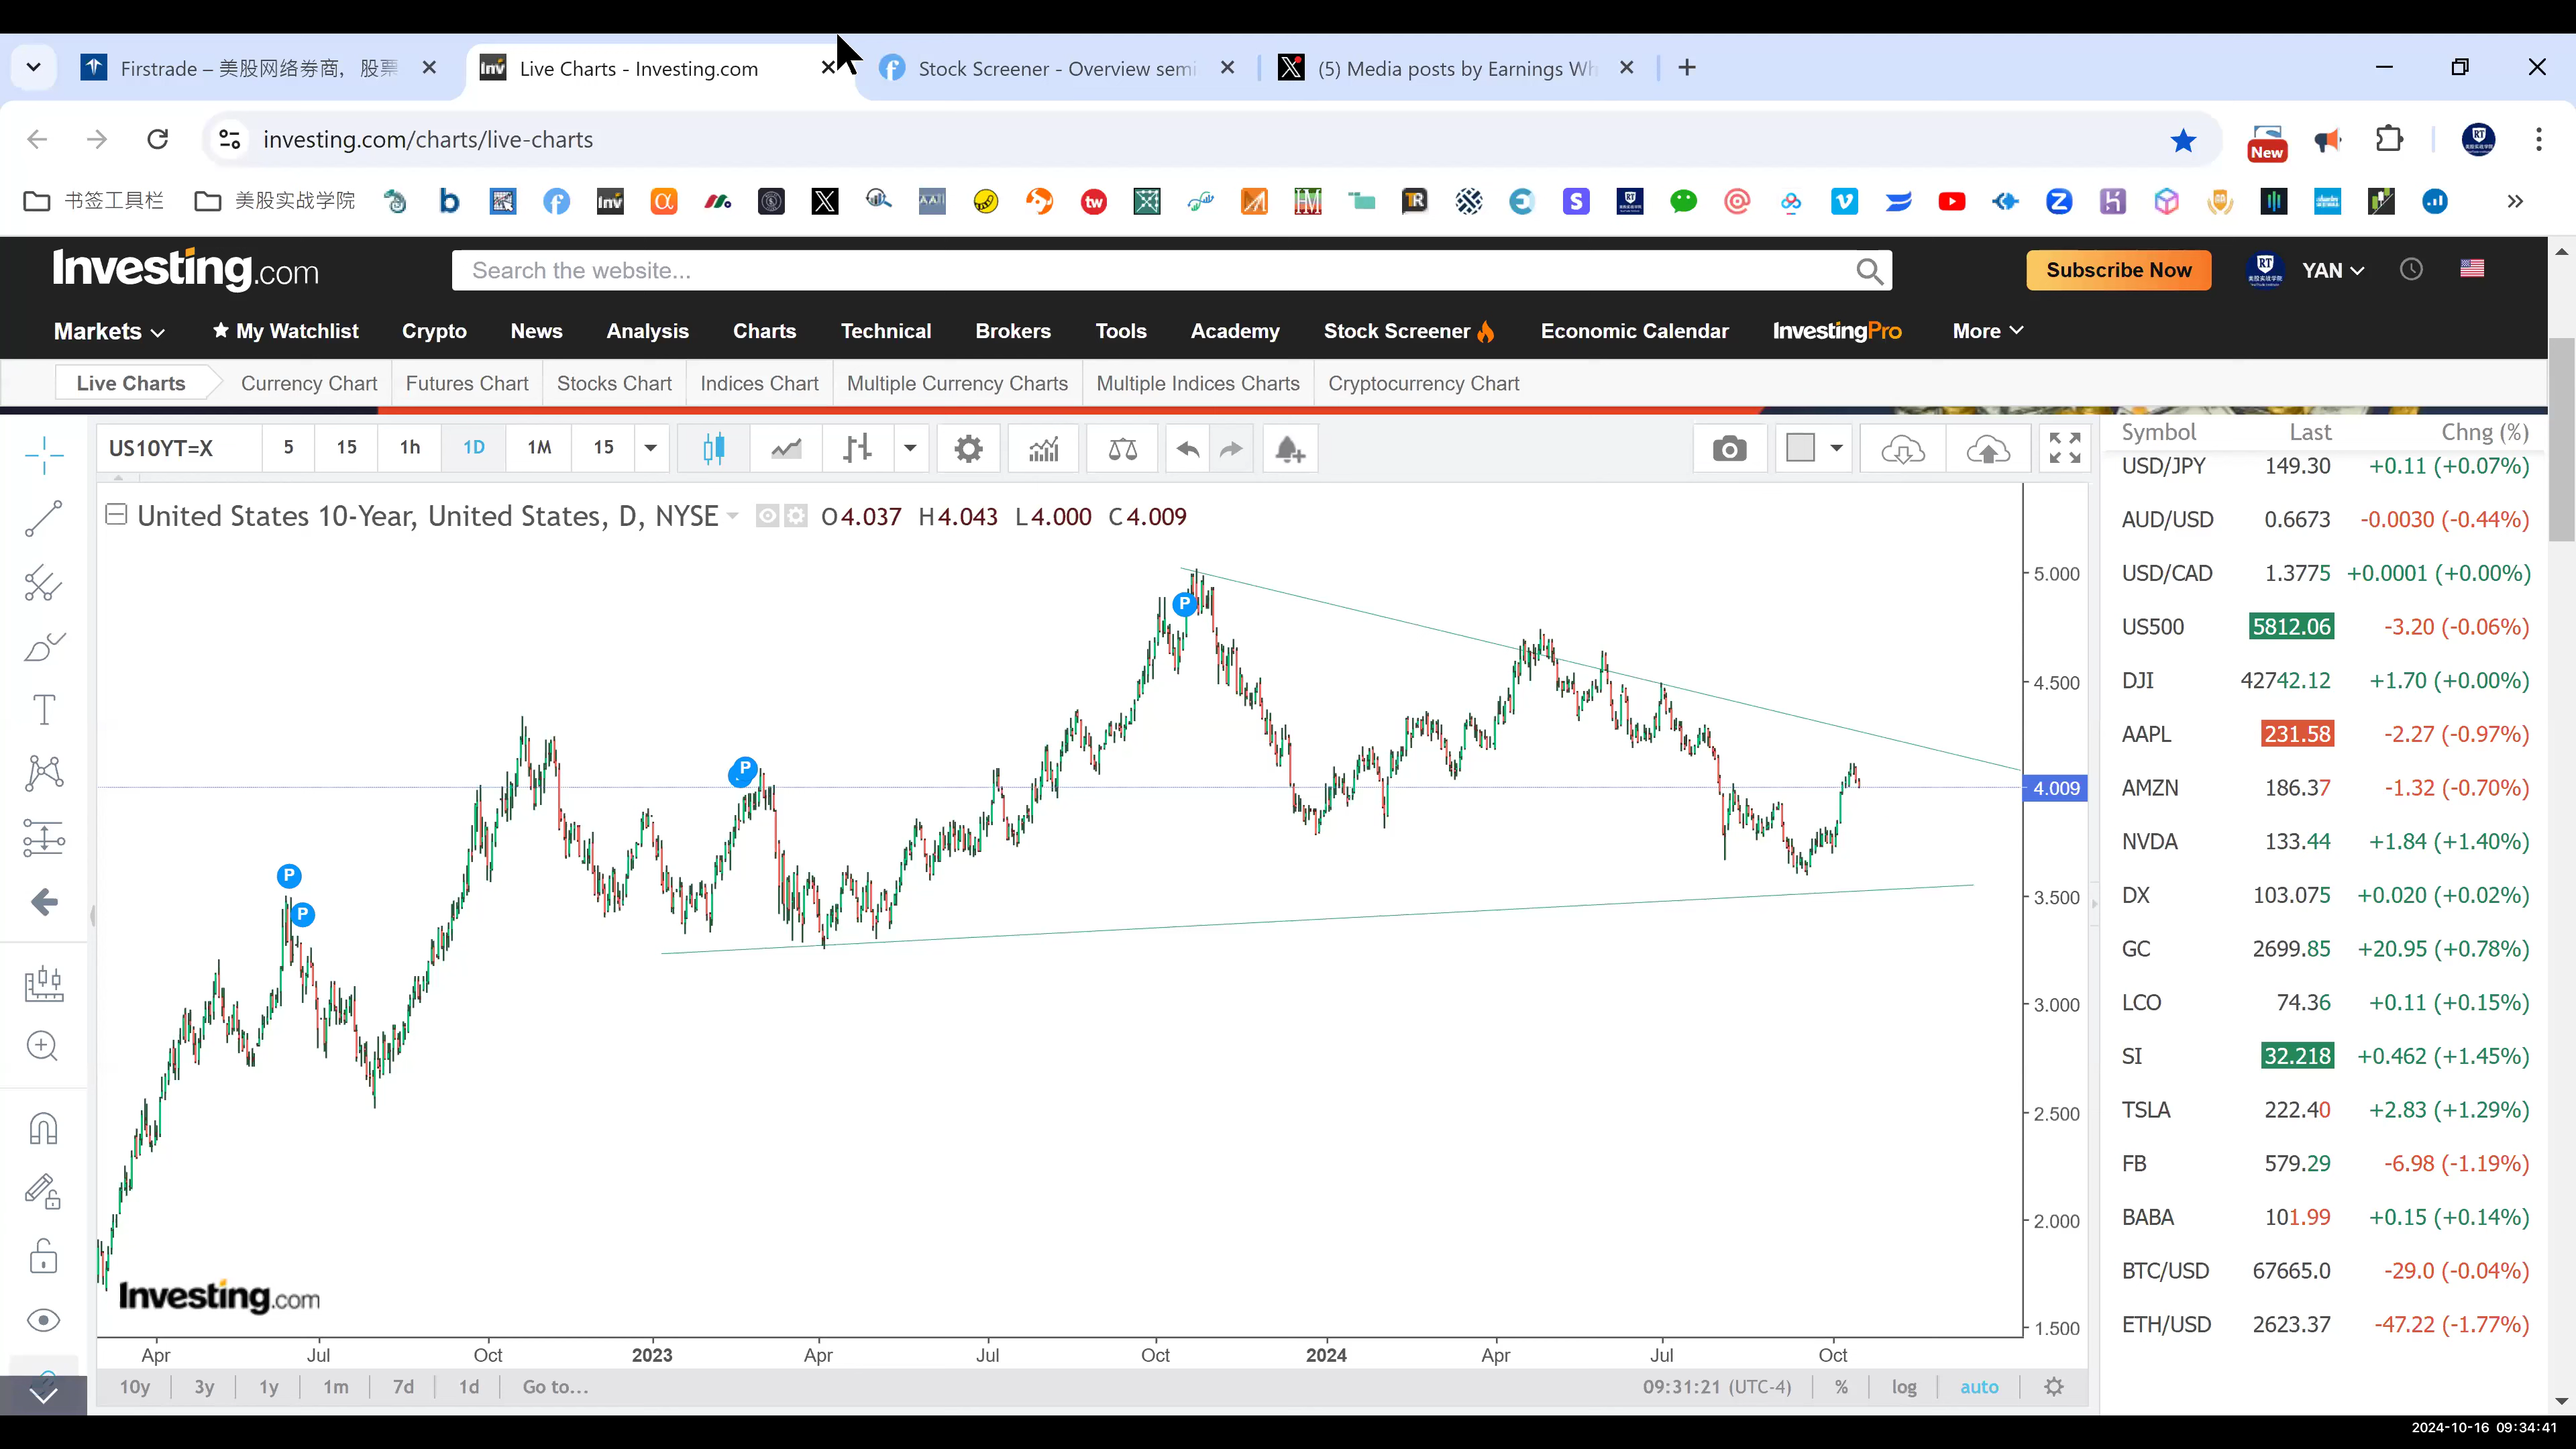 Firstrade – 美股网络券商，股票
Live Charts - Investing.com
Stock Screener - Overview semi
(5) Media posts by Earnings Wh
investing.com/charts/live-charts
New
书签工具栏
美股实战学院
Investing.com
Search the website...
Subscribe Now
YAN
Markets
My Watchlist
Crypto
News
Analysis
Charts
Technical
Brokers
Tools
Academy
Stock Screener
Economic Calendar
InvestingPro
More
Live Charts
Currency Chart
Futures Chart
Stocks Chart
Indices Chart
Multiple Currency Charts
Multiple Indices Charts
Cryptocurrency Chart
US10YT=X
5
15
1h
1D
1M
15
United States 10-Year, United States, D, NYSE
O4.037 H4.043 L4.000 C4.009
P
P
P
P
5.000
4.500
4.009
3.500
3.000
2.500
2.000
1.500
Investing.com
Apr
Jul
Oct
2023
Apr
Jul
Oct
2024
Apr
Jul
Oct
10y
3y
1y
1m
7d
1d
Go to...
09:31:21 (UTC-4)
%
log
auto
Symbol Last Chng (%)
USD/JPY 149.30 +0.11 (+0.07%)
AUD/USD 0.6673 -0.0030 (-0.44%)
USD/CAD 1.3775 +0.0001 (+0.00%)
US500 5812.06 -3.20 (-0.06%)
DJI 42742.12 +1.70 (+0.00%)
AAPL 231.58 -2.27 (-0.97%)
AMZN 186.37 -1.32 (-0.70%)
NVDA 133.44 +1.84 (+1.40%)
DX 103.075 +0.020 (+0.02%)
GC 2699.85 +20.95 (+0.78%)
LCO 74.36 +0.11 (+0.15%)
SI 32.218 +0.462 (+1.45%)
TSLA 222.40 +2.83 (+1.29%)
FB 579.29 -6.98 (-1.19%)
BABA 101.99 +0.15 (+0.14%)
BTC/USD 67665.0 -29.0 (-0.04%)
ETH/USD 2623.37 -47.22 (-1.77%)
2024-10-16 09:34:41